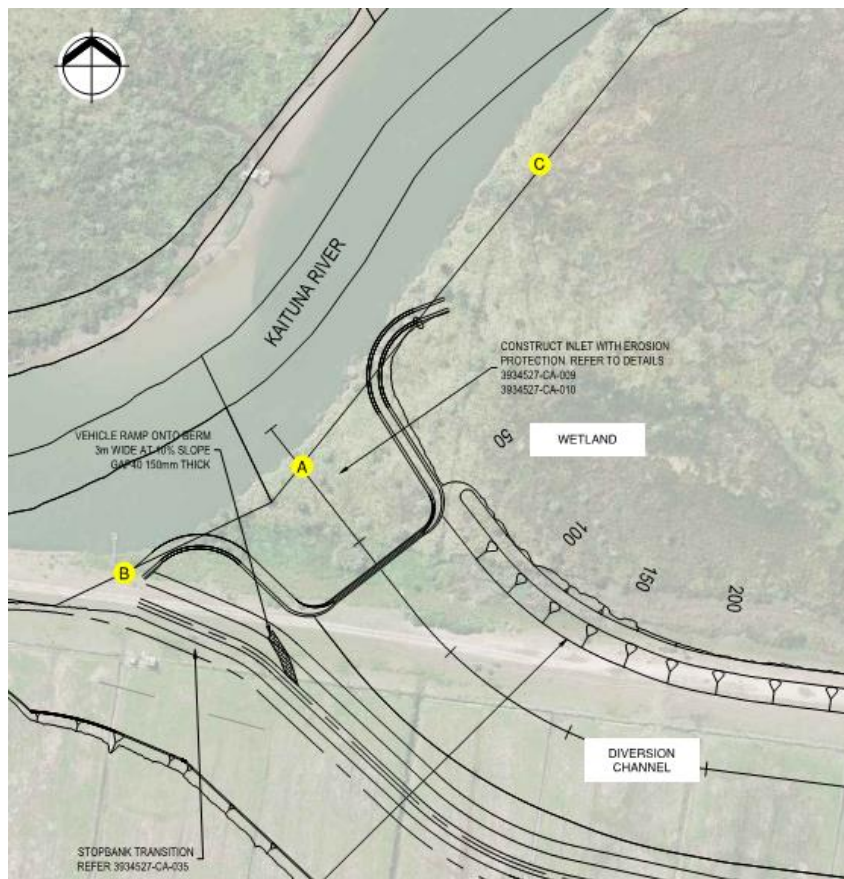 C
KAITUNA RIVER
CONSTRUCT INLET WITH EROSION
PROTECTION. REFER TO DETAILS
3934527-CA-009
3934527-CA-010
VEHICLE RAMP ONTO BERM
3m WIDE AT 10% SLOPE
GAP40 150mm THICK
A
50
WETLAND
B
100
150
200
DIVERSION
CHANNEL
STOPBANK TRANSITION
REFER 3934527-CA-035